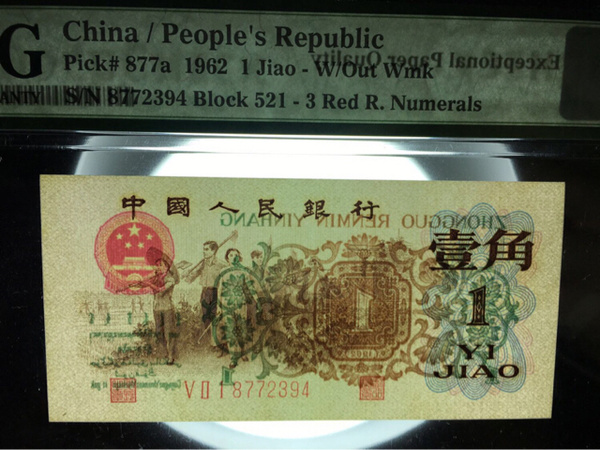 G China / People's Republic
Pick# 877a 1962 1 Jiao - W/Out Wmk
Exceptional Paper Quality
S/N 8772394 Block 521 - 3 Red R. Numerals
中國人民銀行
ZHONGGUO RENMIN YINHANG
壹角
1
1
YI
JIAO
VII I 8772394